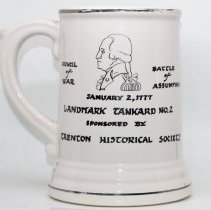 COUNCIL of WAR
BATTLE of ASSUNPINK
JANUARY 2, 1777
LANDMARK TANKARD NO. 2
SPONSORED BY
TRENTON HISTORICAL SOCIETY